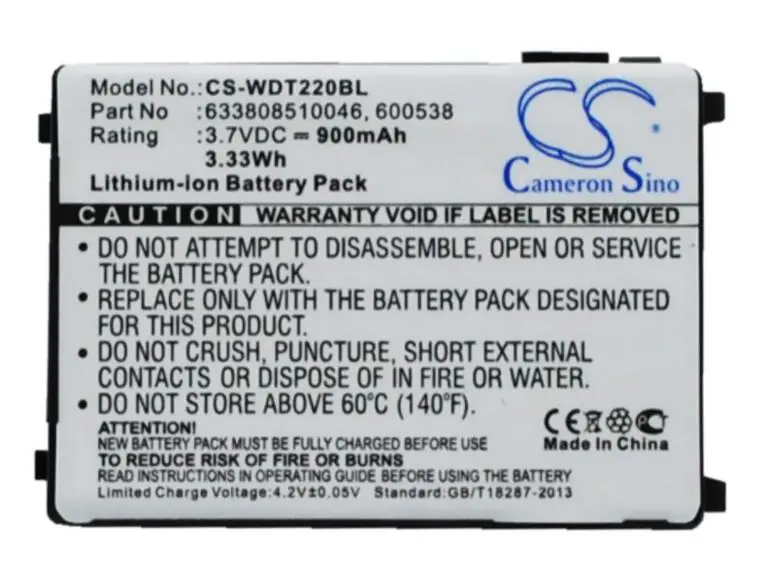 Model No.: CS-WDT220BL
Part No.: 633808510046, 600538
Rating : 3.7VDC = 900mAh
3.33Wh
Lithium-ion Battery Pack
CS
Cameron Sino
CAUTION WARRANTY VOID IF LABEL IS REMOVED
• DO NOT ATTEMPT TO DISASSEMBLE, OPEN OR SERVICE
THE BATTERY PACK.
• REPLACE ONLY WITH THE BATTERY PACK DESIGNATED
FOR THIS PRODUCT.
• DO NOT CRUSH, PUNCTURE, SHORT EXTERNAL
CONTACTS OR DISPOSE OF IN FIRE OR WATER.
• DO NOT STORE ABOVE 60°C (140°F).
ATTENTION!
NEW BATTERY PACK MUST BE FULLY CHARGED BEFORE USE
TO REDUCE RISK OF FIRE OR BURNS
READ INSTRUCTIONS IN OPERATING GUIDE BEFORE USING THE BATTERY
Limited Charge Voltage:4.2V±0.05V Standard:GB/T18287-2013
CE
Made In China